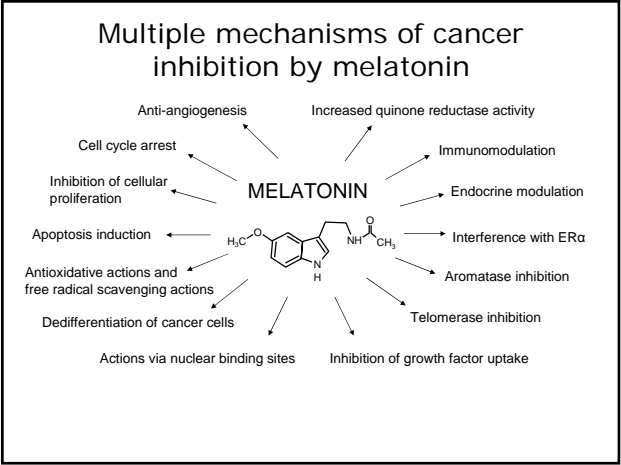 Multiple mechanisms of cancer
inhibition by melatonin
Anti-angiogenesis
Increased quinone reductase activity
Cell cycle arrest
Immunomodulation
Inhibition of cellular
proliferation
MELATONIN
Endocrine modulation
Apoptosis induction
H3C
O
O
NH
CH3
N
H
Interference with ERα
Antioxidative actions and
free radical scavenging actions
Aromatase inhibition
Dedifferentiation of cancer cells
Telomerase inhibition
Actions via nuclear binding sites
Inhibition of growth factor uptake